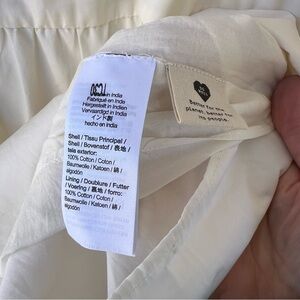 in India
Fabriqué en Inde
Hergestellt in Indien
Vervaardigd in India
インド製
hecho en India
Shell / Tissu Principal /
Shell / Bovenstof / 表地 /
tela exterior:
100% Cotton / Coton /
Baumwolle / Katoen / 綿 /
algodón
Lining / Doublure / Futter
/ Voering / 裏地 / forro:
100% Cotton / Coton /
Baumwolle / Katoen / 綿 /
algodón
Better for the
planet, better for
its people.